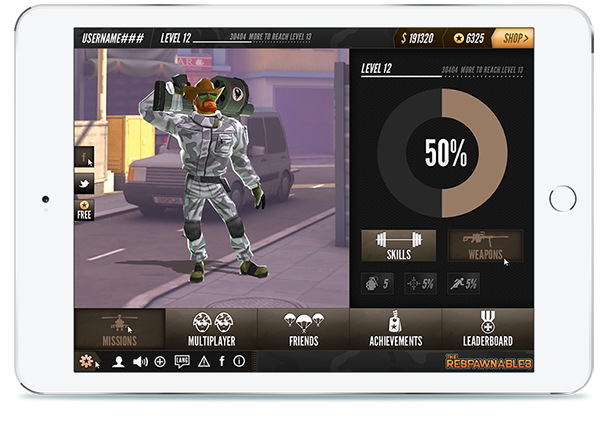 USERNAME### LEVEL 12 30404 MORE TO REACH LEVEL 13 $ 191320 6325 SHOP>
LEVEL 12 30404 MORE TO REACH LEVEL 13
50%
f
FREE
SKILLS WEAPONS
5 5% 5%
MISSIONS MULTIPLAYER FRIENDS ACHIEVEMENTS LEADERBOARD
LANG f i
THE
RESPAWNABLES